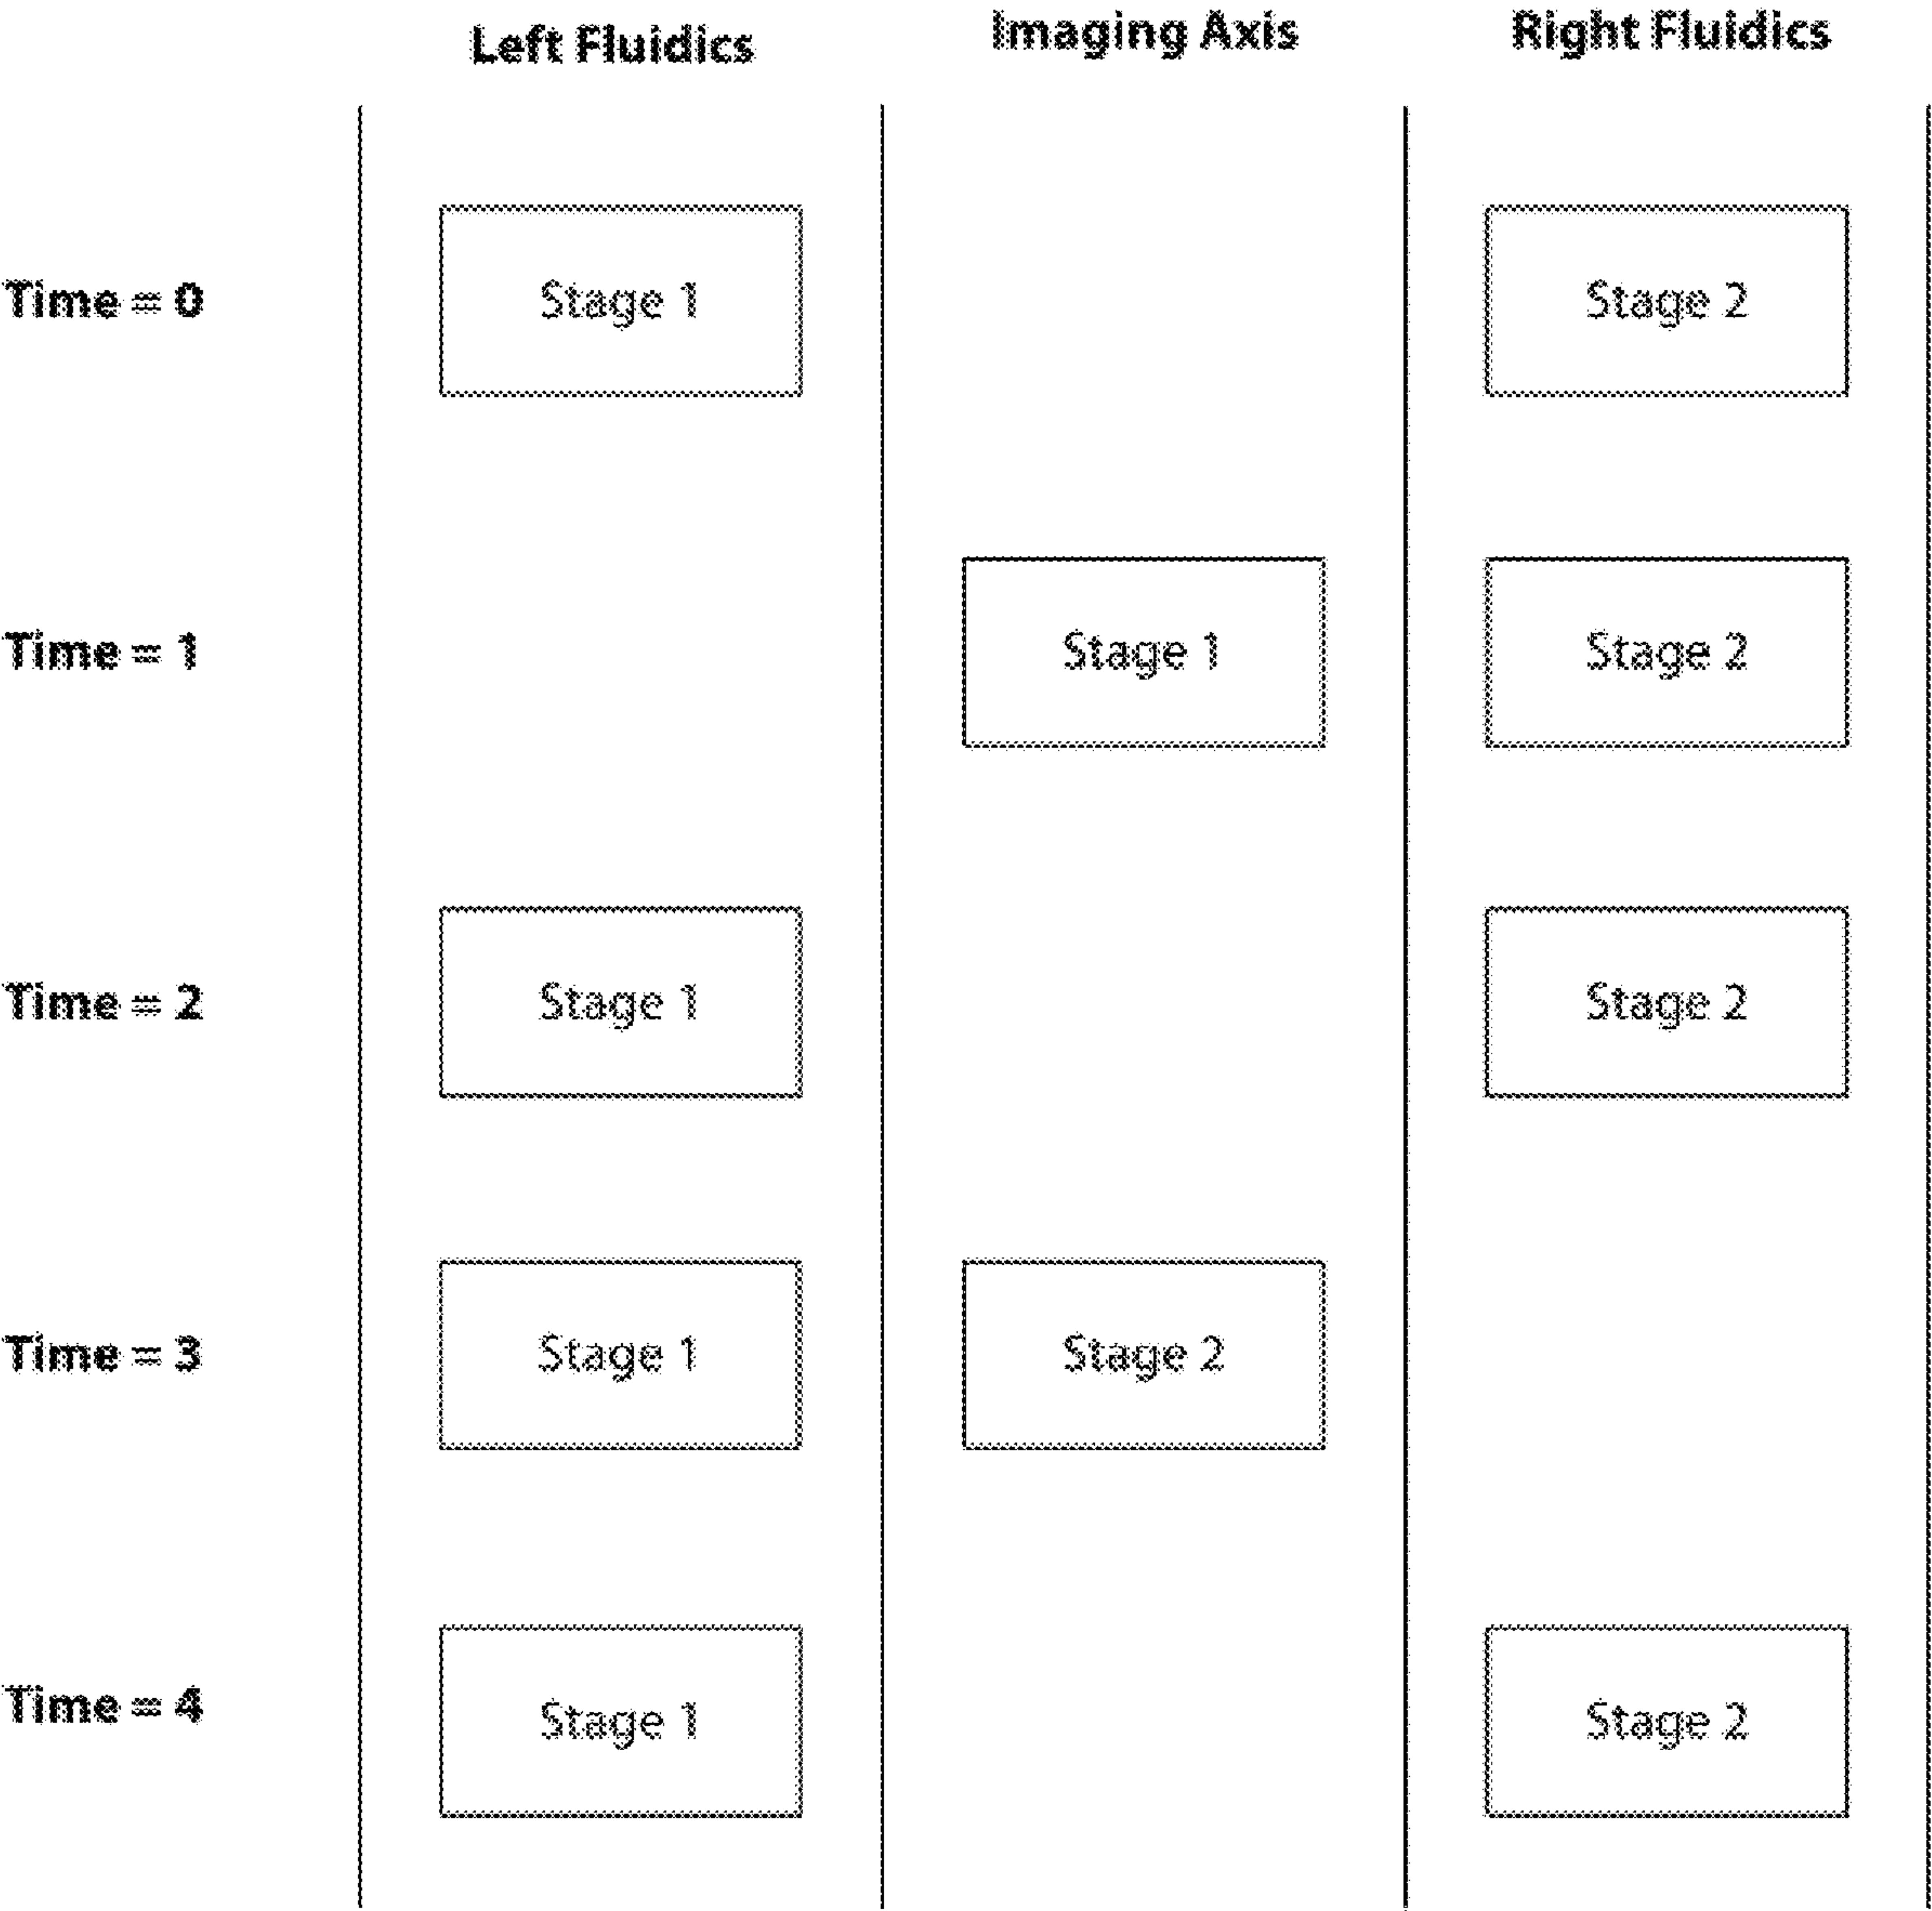 Left Fluidics Imaging Axis Right Fluidics
Time = 0 Stage 1 Stage 2
Time = 1 Stage 1 Stage 2
Time = 2 Stage 1 Stage 2
Time = 3 Stage 1 Stage 2
Time = 4 Stage 1 Stage 2